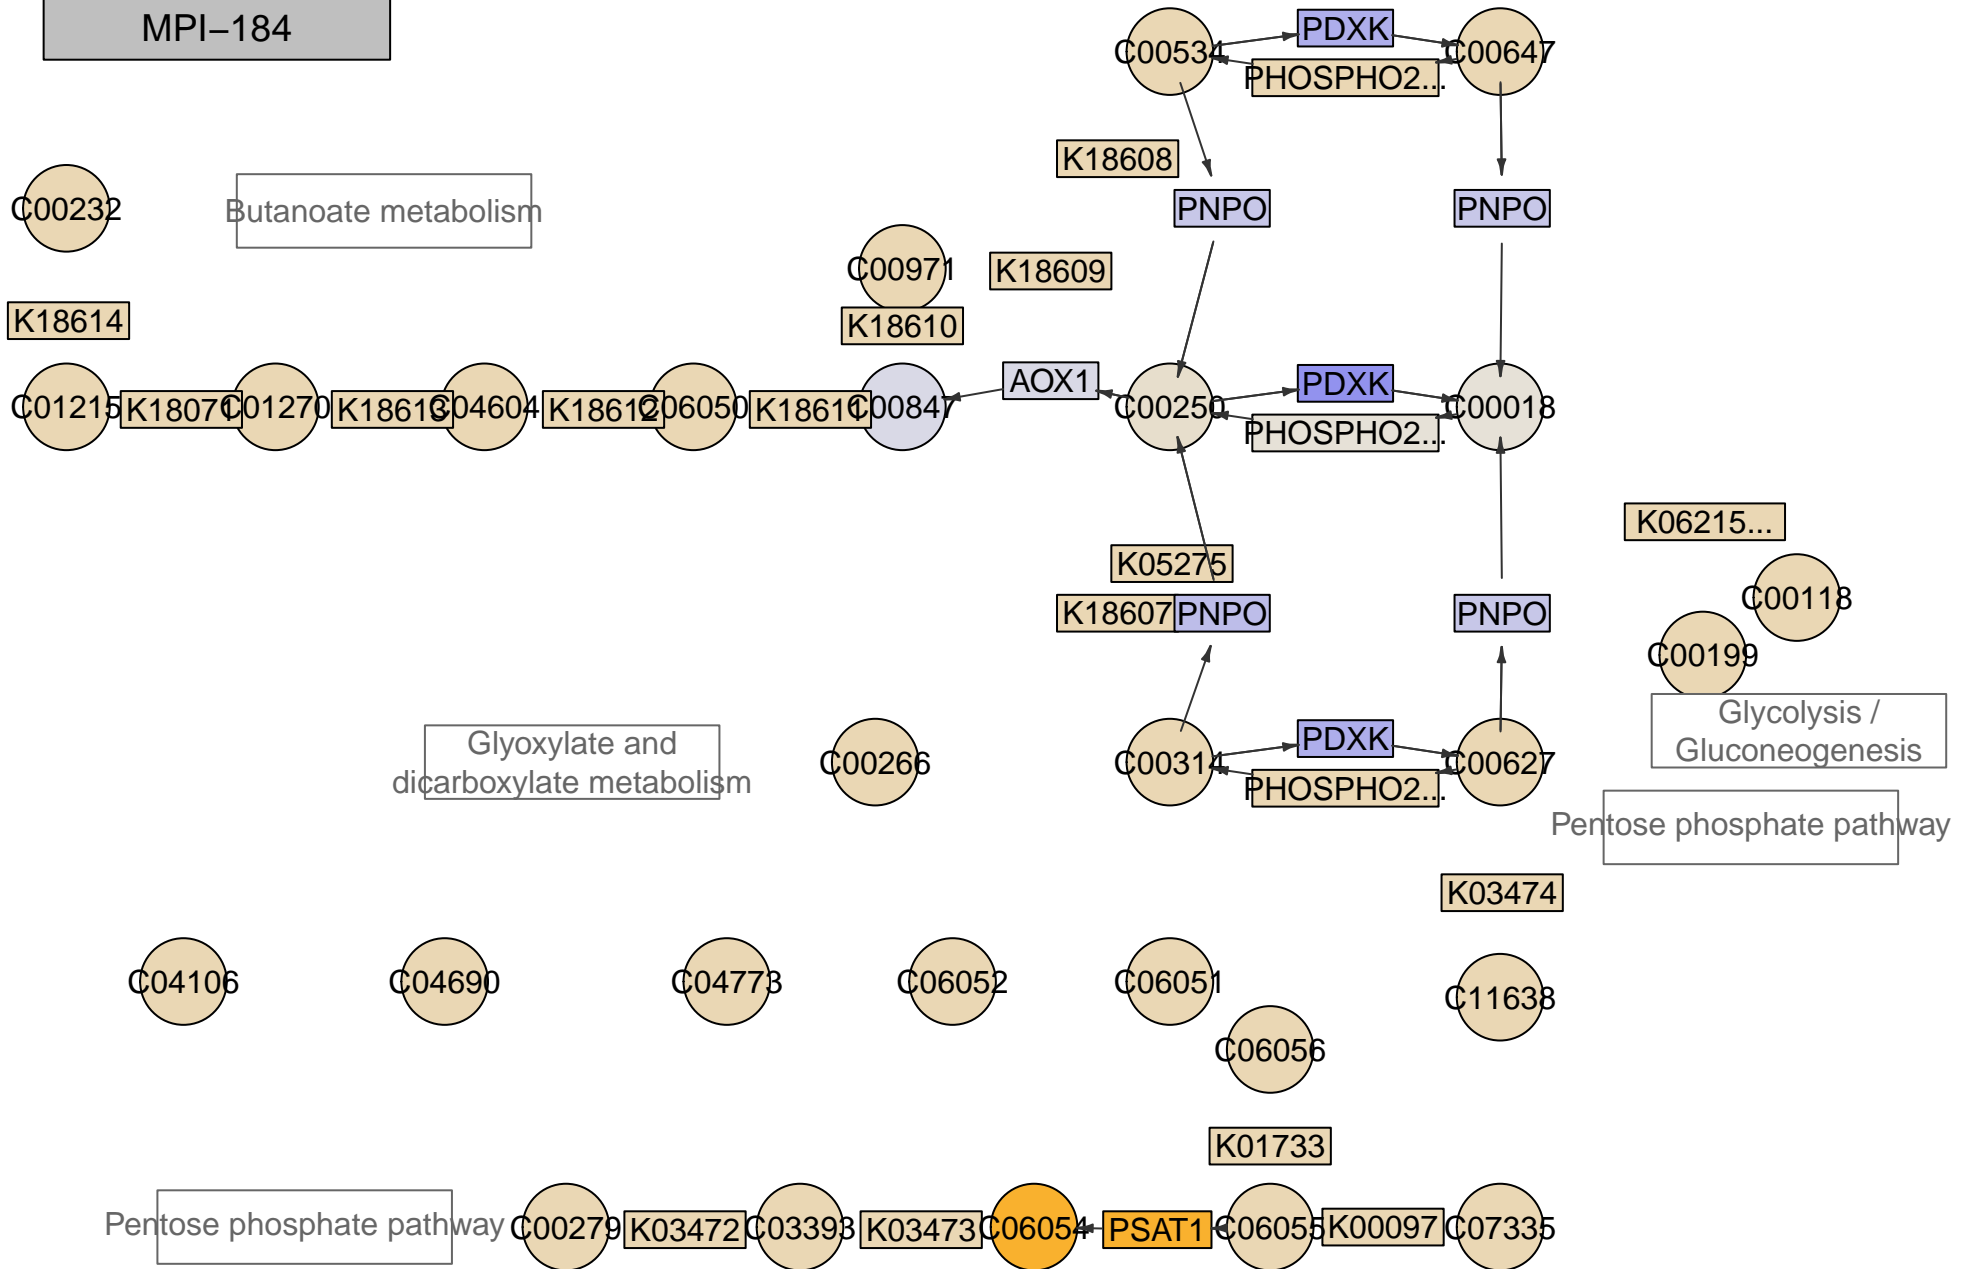 MPI–184
C00534
PDXK
C00647
PHOSPHO2...
K18608
C00232
Butanoate metabolism
PNPO
PNPO
C00971
K18609
K18614
K18610
AOX1
PDXK
C01215
K18071
C01270
K18613
C04604
K18612
C06050
K18611
C00847
C00250
C00018
PHOSPHO2...
K06215...
K05275
C00118
K18607
PNPO
PNPO
C00199
Glycolysis /
Gluconeogenesis
Glyoxylate and
dicarboxylate metabolism
C00266
C00314
PDXK
C00627
PHOSPHO2...
Pentose phosphate pathway
K03474
C04106
C04690
C04773
C06052
C06051
C11638
C06056
K01733
Pentose phosphate pathway
C00279
K03472
C03393
K03473
C06054
PSAT1
C06055
K00097
C07335